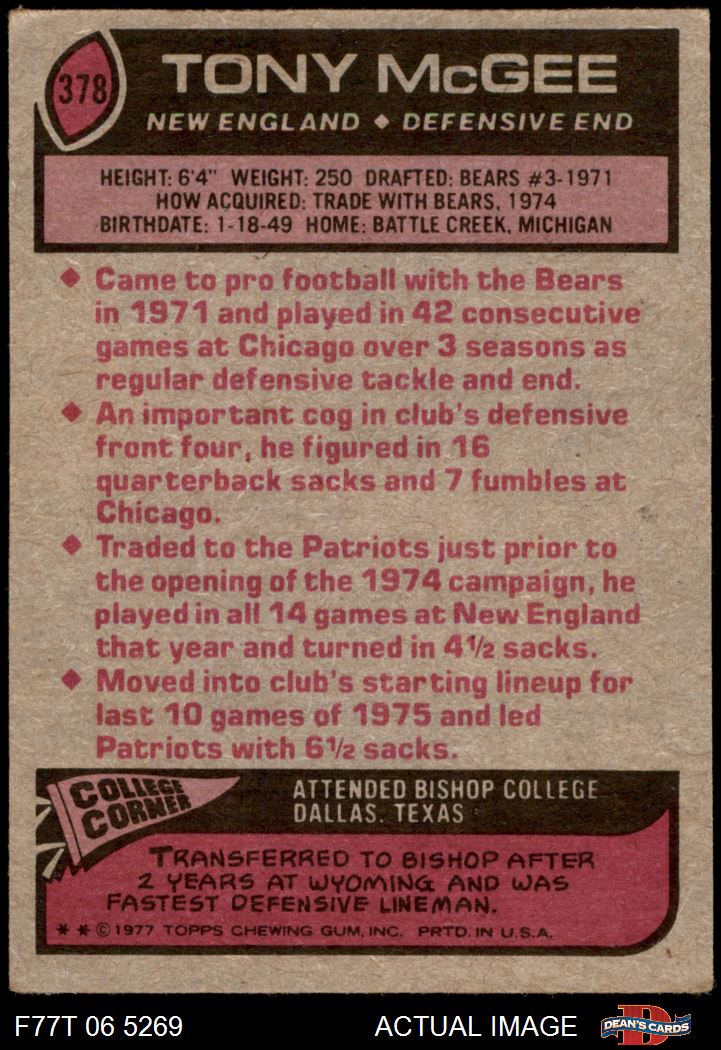 378
TONY McGEE
NEW ENGLAND ◆ DEFENSIVE END
HEIGHT: 6'4" WEIGHT: 250 DRAFTED: BEARS #3-1971
HOW ACQUIRED: TRADE WITH BEARS, 1974
BIRTHDATE: 1-18-49 HOME: BATTLE CREEK, MICHIGAN
◆ Came to pro football with the Bears
in 1971 and played in 42 consecutive
games at Chicago over 3 seasons as
regular defensive tackle and end.
◆ An important cog in club's defensive
front four, he figured in 16
quarterback sacks and 7 fumbles at
Chicago.
◆ Traded to the Patriots just prior to
the opening of the 1974 campaign, he
played in all 14 games at New England
that year and turned in 4½ sacks.
◆ Moved into club's starting lineup for
last 10 games of 1975 and led
Patriots with 6½ sacks.
COLLEGE
CORNER
ATTENDED BISHOP COLLEGE
DALLAS, TEXAS
TRANSFERRED TO BISHOP AFTER
2 YEARS AT WYOMING AND WAS
FASTEST DEFENSIVE LINEMAN.
* * © 1977 TOPPS CHEWING GUM, INC. PRTD. IN U.S.A.
F77T 06 5269 ACTUAL IMAGE
D
DEAN'S CARDS